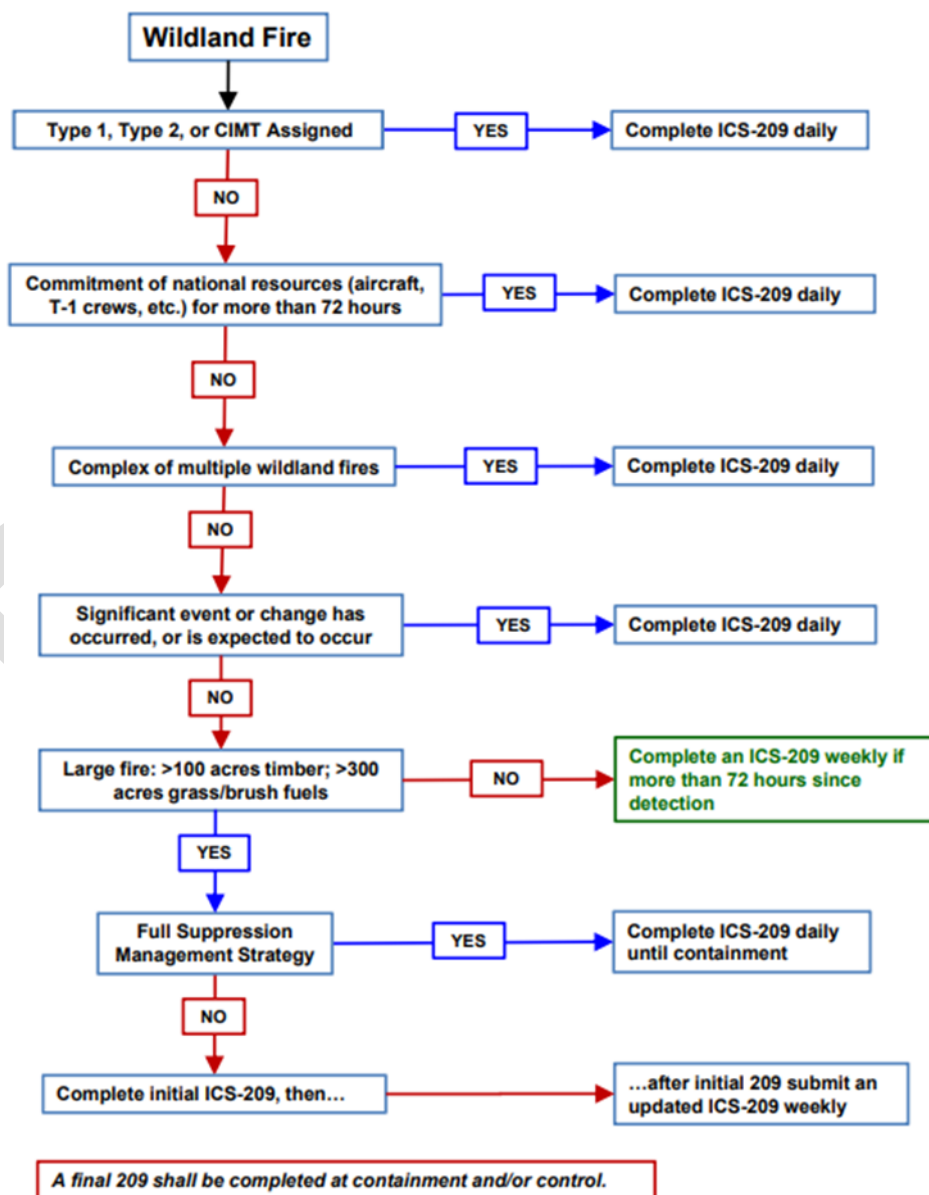 Wildland Fire
Type 1, Type 2, or CIMT Assigned
YES
Complete ICS-209 daily
NO
Commitment of national resources (aircraft,
T-1 crews, etc.) for more than 72 hours
YES
Complete ICS-209 daily
NO
Complex of multiple wildland fires
YES
Complete ICS-209 daily
NO
Significant event or change has
occurred, or is expected to occur
YES
Complete ICS-209 daily
NO
Large fire: >100 acres timber; >300
acres grass/brush fuels
NO
Complete an ICS-209 weekly if
more than 72 hours since
detection
YES
Full Suppression
Management Strategy
YES
Complete ICS-209 daily
until containment
NO
Complete initial ICS-209, then…
…after initial 209 submit an
updated ICS-209 weekly
A final 209 shall be completed at containment and/or control.